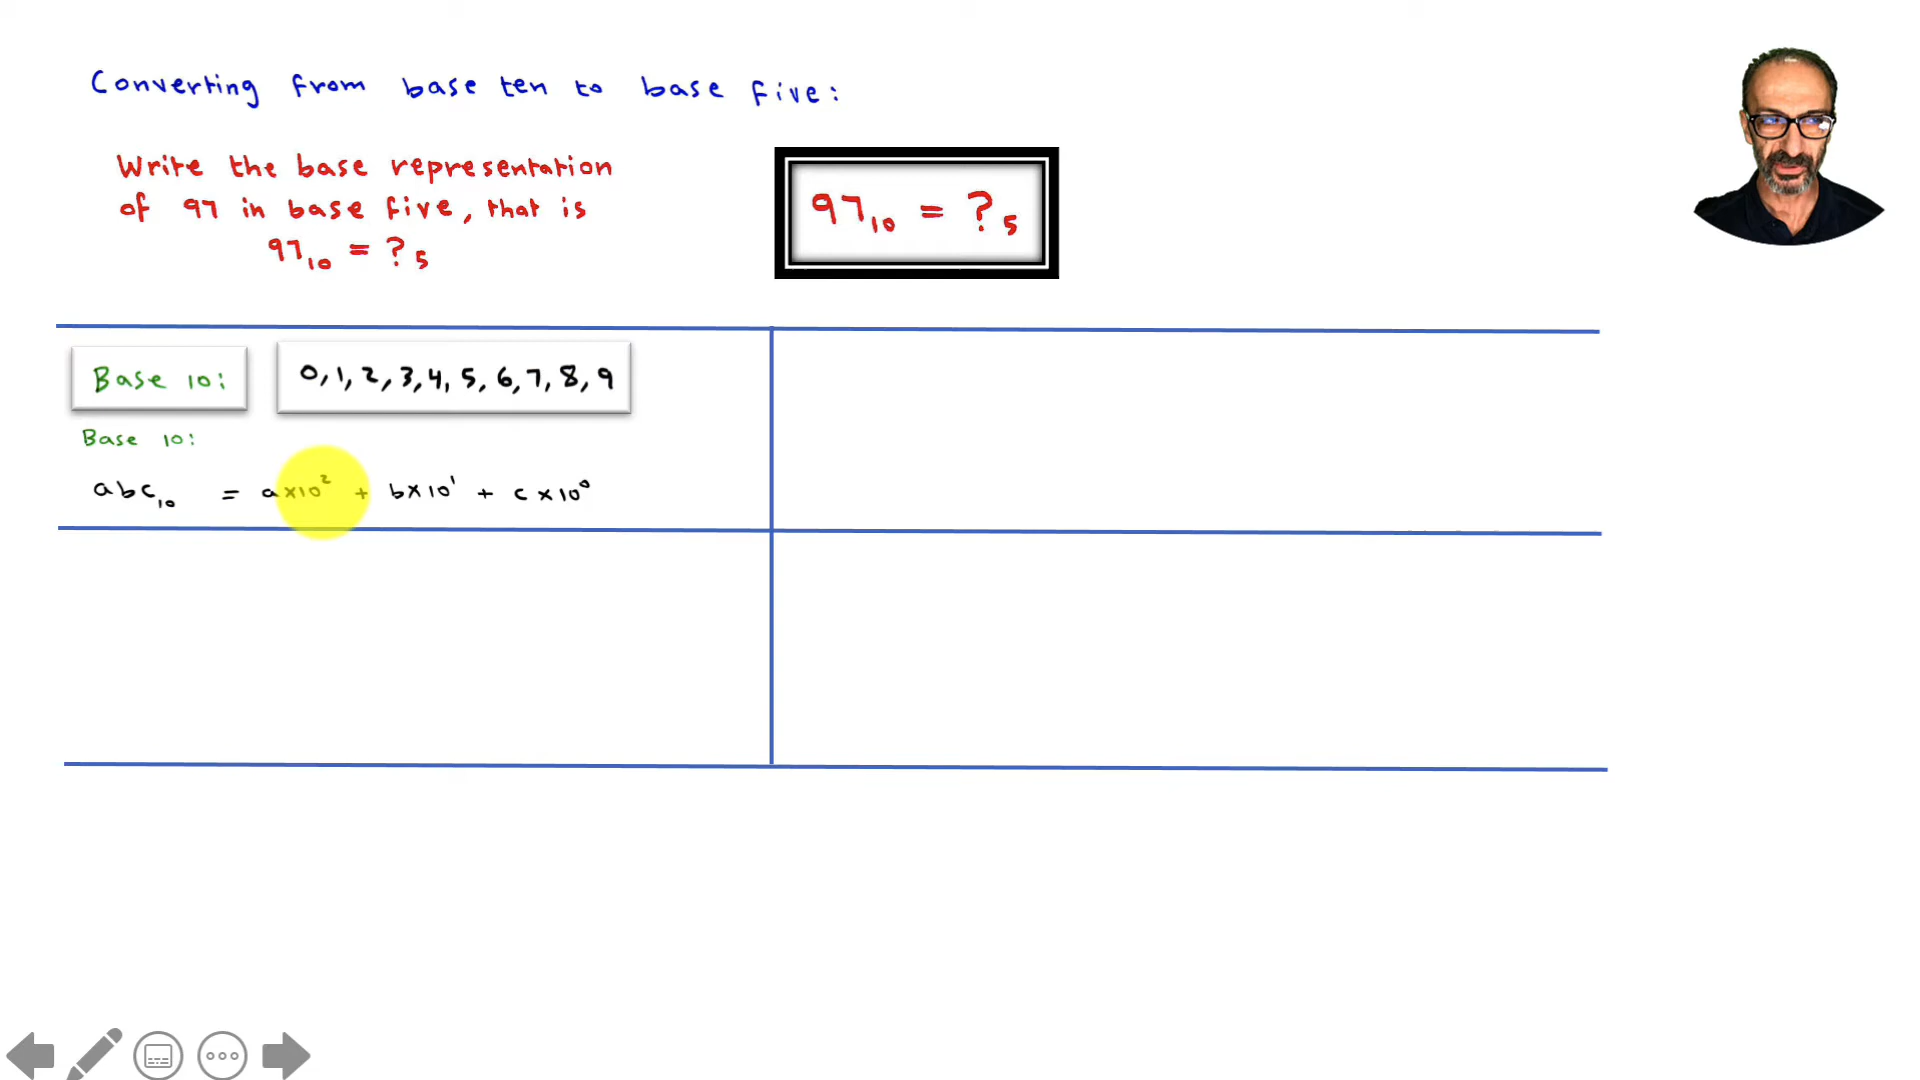 Converting from base ten to base five:
Write the base representation
of 97 in base five, that is
97₁₀ = ?₅
97₁₀ = ?₅
Base 10:
0, 1, 2, 3, 4, 5, 6, 7, 8, 9
Base 10:
abc₁₀ = a×10² + b×10¹ + c×10⁰